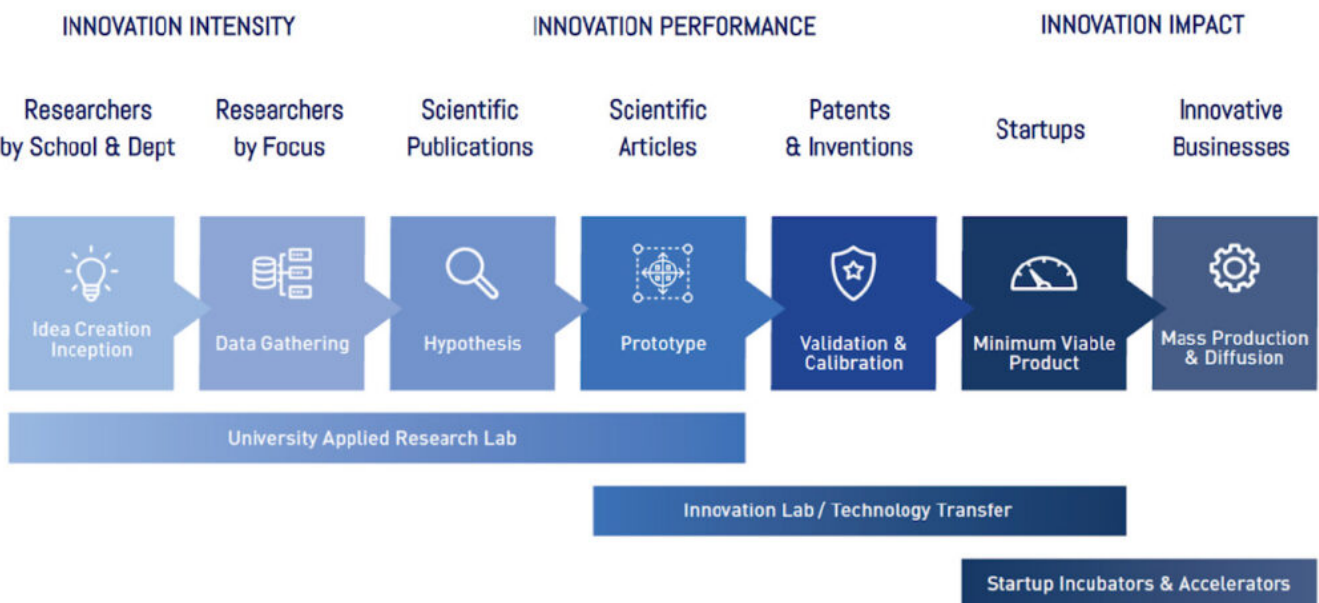 INNOVATION INTENSITY
INNOVATION PERFORMANCE
INNOVATION IMPACT
Researchers
by School & Dept
Researchers
by Focus
Scientific
Publications
Scientific
Articles
Patents
& Inventions
Startups
Innovative
Businesses
Idea Creation
Inception
Data Gathering
Hypothesis
Prototype
Validation &
Calibration
Minimum Viable
Product
Mass Production
& Diffusion
University Applied Research Lab
Innovation Lab / Technology Transfer
Startup Incubators & Accelerators